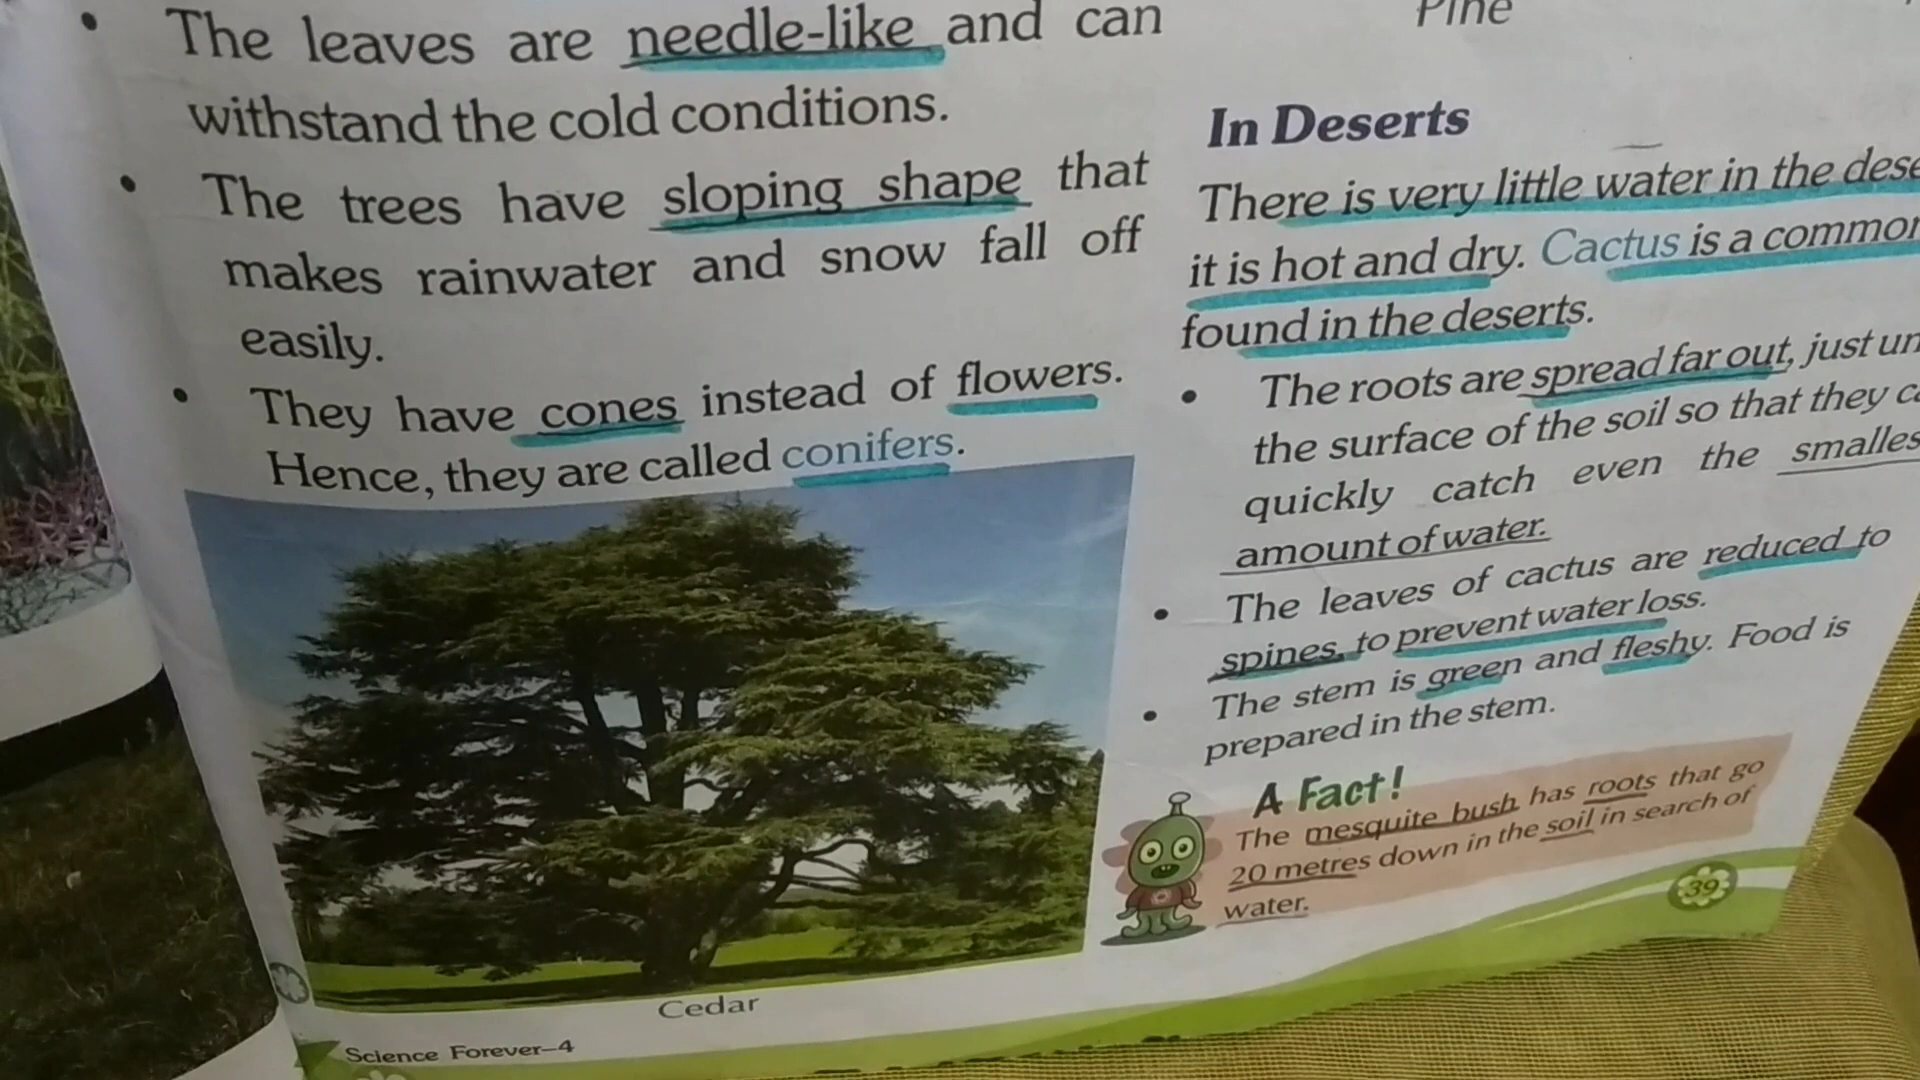 The leaves are needle-like and can
withstand the cold conditions.
The trees have sloping shape that
makes rainwater and snow fall off
easily.
They have cones instead of flowers.
Hence, they are called conifers.
Cedar
Science Forever–4
Pine
In Deserts
There is very little water in the
it is hot and dry. Cactus is a
found in the deserts.
The roots are spread far out, just
the surface of the soil so that they
quickly catch even the
amount of water.
The leaves of cactus are reduced to
spines, to prevent water loss.
The stem is green and fleshy. Food is
prepared in the stem.
A Fact!
The mesquite bush has roots that go
20 metres down in the soil in search of
water.
39